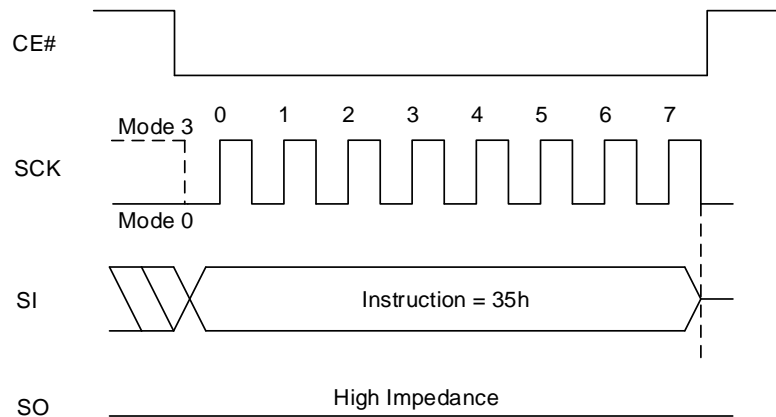 CE#
0 1 2 3 4 5 6 7
Mode 3
SCK
Mode 0
SI
Instruction = 35h
High Impedance
SO